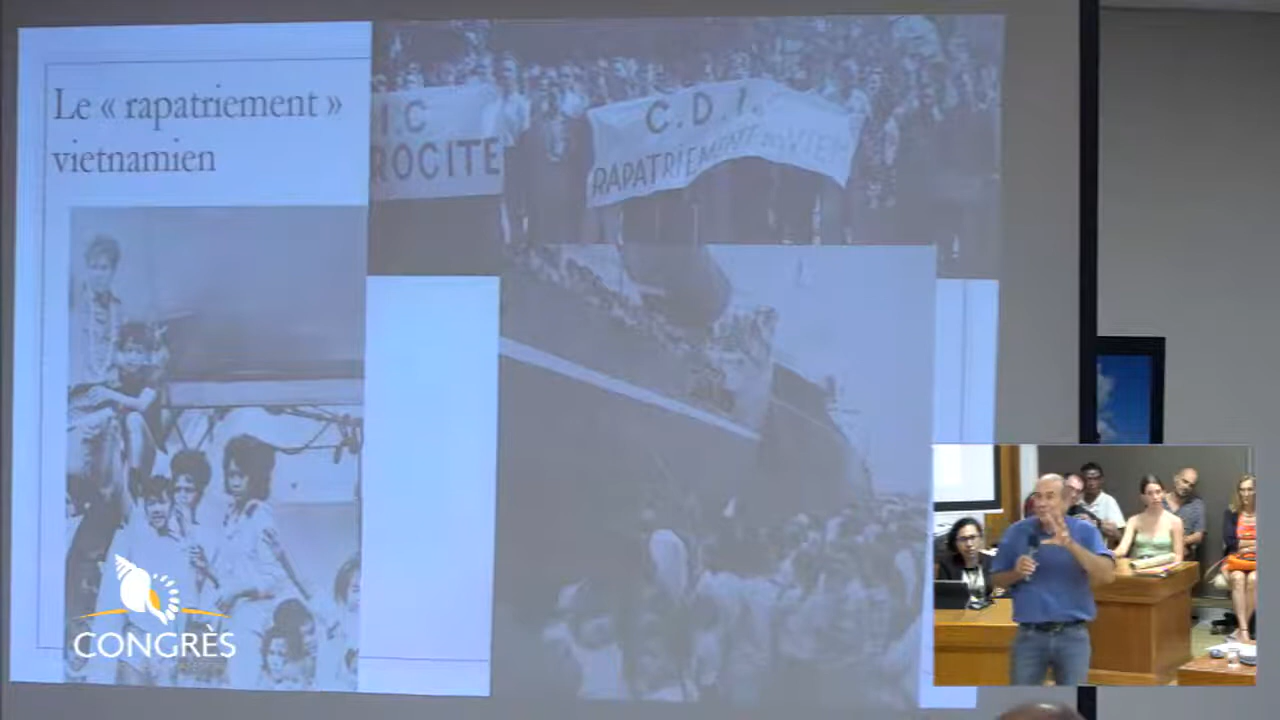 Le « rapatriement »
vietnamien
I.C
ROCITE
C.D.I.
RAPATRIEMENT
CONGRÈS